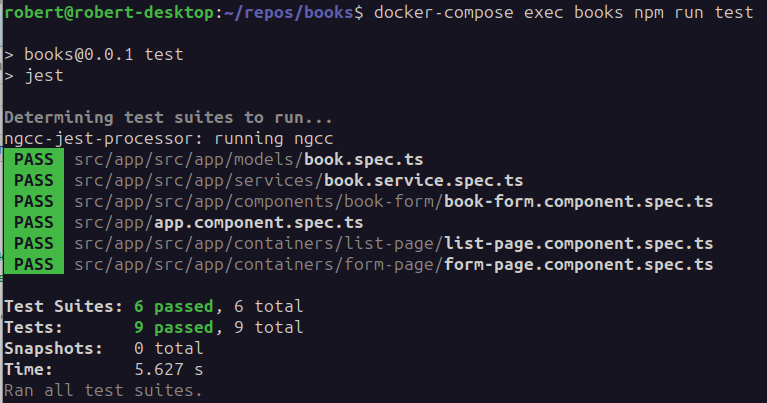 robert@robert-desktop:~/repos/books$ docker-compose exec books npm run test
> books@0.0.1 test
> jest
Determining test suites to run...
ngcc-jest-processor: running ngcc
PASS src/app/src/app/models/book.spec.ts
PASS src/app/src/app/services/book.service.spec.ts
PASS src/app/src/app/components/book-form/book-form.component.spec.ts
PASS src/app/app.component.spec.ts
PASS src/app/src/app/containers/list-page/list-page.component.spec.ts
PASS src/app/src/app/containers/form-page/form-page.component.spec.ts
Test Suites: 6 passed, 6 total
Tests: 9 passed, 9 total
Snapshots: 0 total
Time: 5.627 s
Ran all test suites.